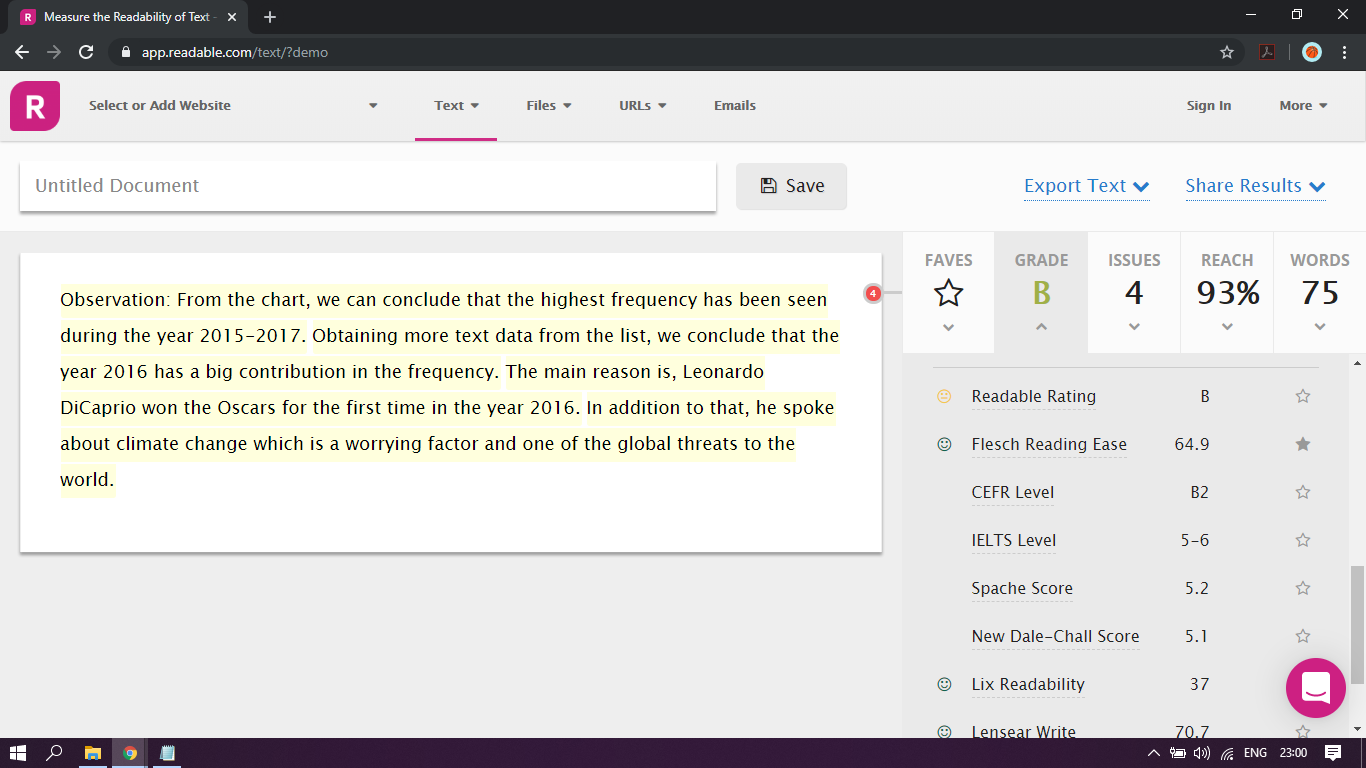 Measure the Readability of Text -
app.readable.com/text/?demo
R
Select or Add Website
Text
Files
URLs
Emails
Sign In
More
Untitled Document
Save
Export Text
Share Results
Observation: From the chart, we can conclude that the highest frequency has been seen
during the year 2015-2017. Obtaining more text data from the list, we conclude that the
year 2016 has a big contribution in the frequency. The main reason is, Leonardo
DiCaprio won the Oscars for the first time in the year 2016. In addition to that, he spoke
about climate change which is a worrying factor and one of the global threats to the
world.
4
FAVES
GRADE
B
ISSUES
4
REACH
93%
WORDS
75
Readable Rating B
Flesch Reading Ease 64.9
CEFR Level B2
IELTS Level 5-6
Spache Score 5.2
New Dale-Chall Score 5.1
Lix Readability 37
Lensear Write 70.7
ENG
23:00